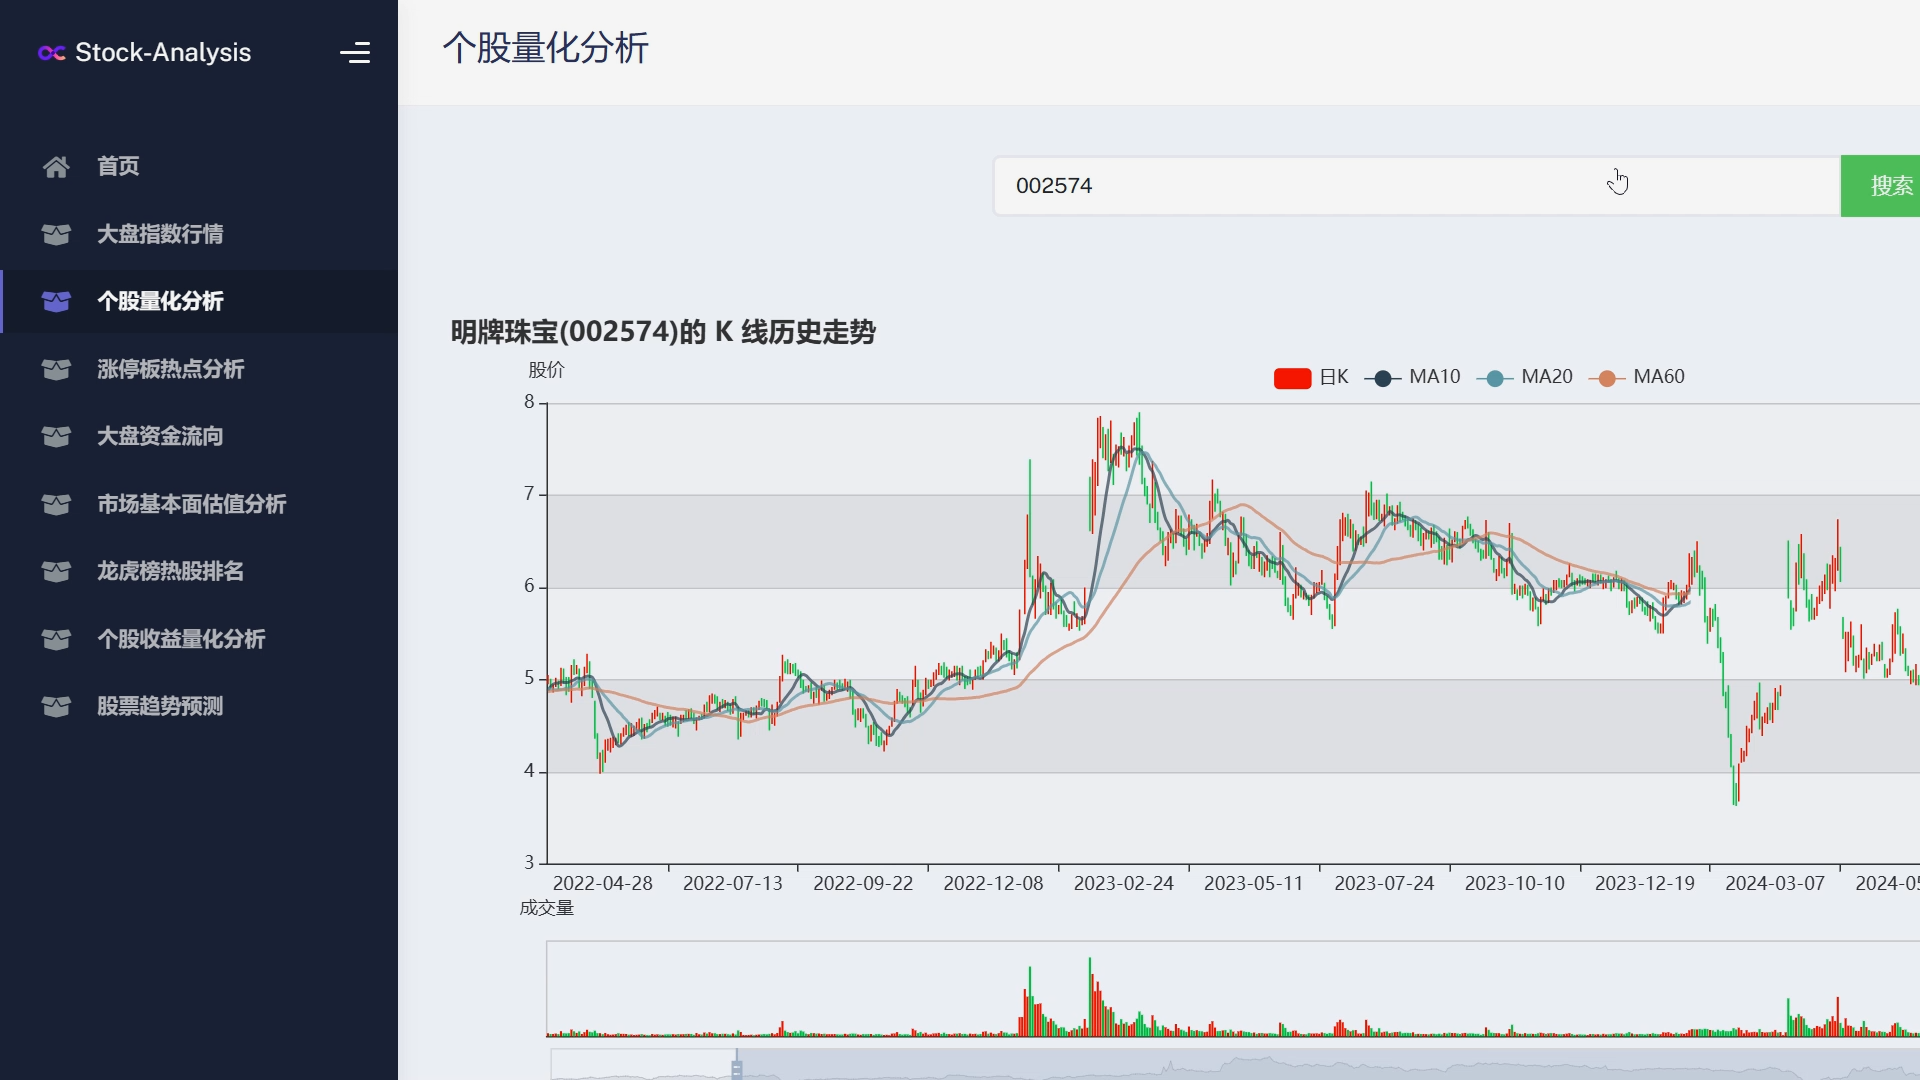 Stock-Analysis
个股量化分析
首页
大盘指数行情
个股量化分析
涨停板热点分析
大盘资金流向
市场基本面估值分析
龙虎榜热股排名
个股收益量化分析
股票趋势预测
002574
搜索
明牌珠宝(002574)的 K 线历史走势
股价
日K MA10 MA20 MA60
8
7
6
5
4
3
2022-04-28 2022-07-13 2022-09-22 2022-12-08 2023-02-24 2023-05-11 2023-07-24 2023-10-10 2023-12-19 2024-03-07 2024-0
成交量